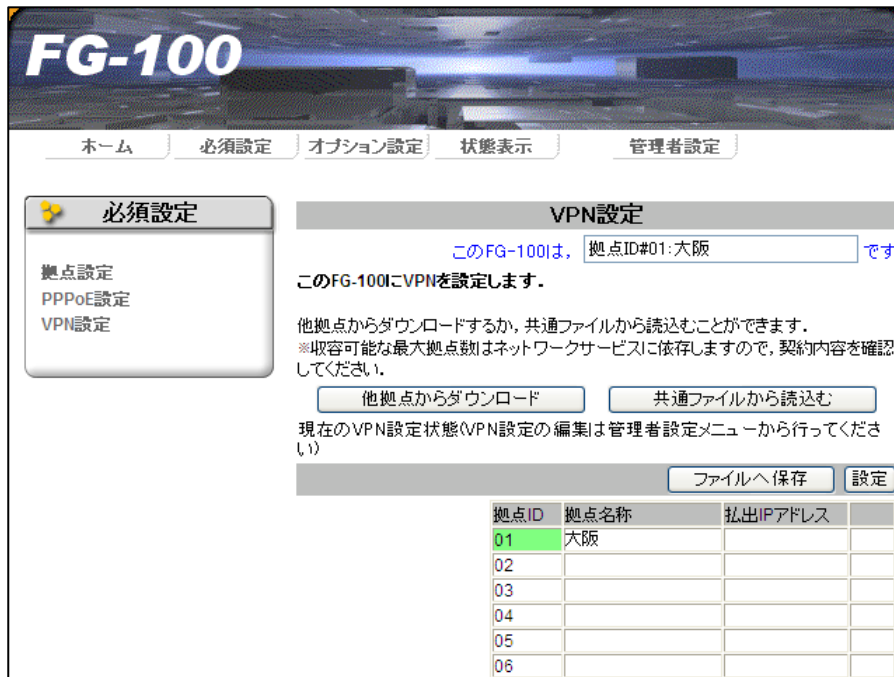 FG-100
ホーム 必須設定 オプション設定 状態表示 管理者設定
必須設定
拠点設定
PPPoE設定
VPN設定
VPN設定
このFG-100は, 拠点ID#01:大阪 です
このFG-100にVPNを設定します.
他拠点からダウンロードするか, 共通ファイルから読込むことができます.
※収容可能な最大拠点数はネットワークサービスに依存しますので, 契約内容を確認
してください.
他拠点からダウンロード 共通ファイルから読込む
現在のVPN設定状態(VPN設定の編集は管理者設定メニューから行ってくださ
い)
ファイルへ保存 設定
拠点ID 拠点名称 払出IPアドレス
01 大阪
02
03
04
05
06